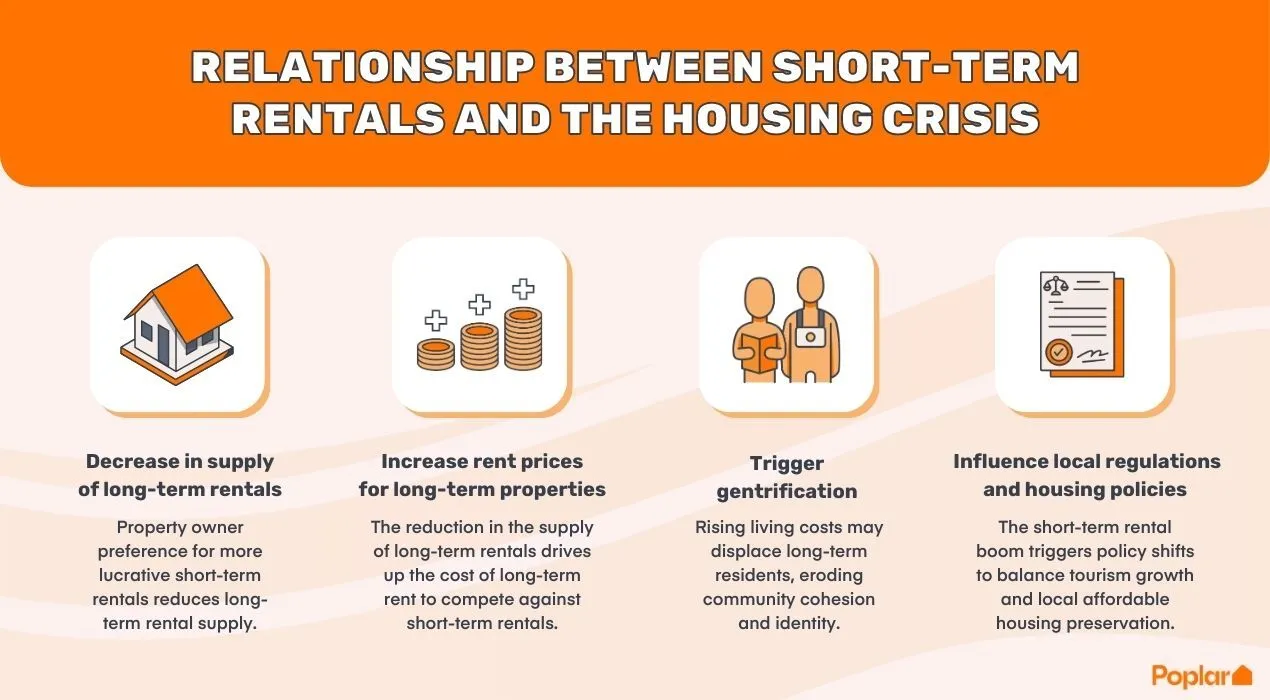 RELATIONSHIP BETWEEN SHORT-TERM
RENTALS AND THE HOUSING CRISIS
Decrease in supply
of long-term rentals
Property owner
preference for more
lucrative short-term
rentals reduces long-
term rental supply.
Increase rent prices
for long-term properties
The reduction in the supply
of long-term rentals drives
up the cost of long-term
rent to compete against
short-term rentals.
Trigger
gentrification
Rising living costs may
displace long-term
residents, eroding
community cohesion
and identity.
Influence local regulations
and housing policies
The short-term rental
boom triggers policy shifts
to balance tourism growth
and local affordable
housing preservation.
Poplar